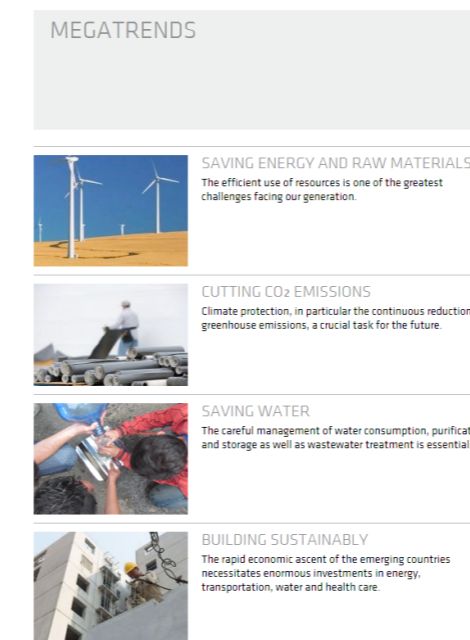 MEGATRENDS
SAVING ENERGY AND RAW MATERIALS
The efficient use of resources is one of the greatest
challenges facing our generation.
CUTTING CO₂ EMISSIONS
Climate protection, in particular the continuous reduction
greenhouse emissions, a crucial task for the future.
SAVING WATER
The careful management of water consumption, purificat
and storage as well as wastewater treatment is essential
BUILDING SUSTAINABLY
The rapid economic ascent of the emerging countries
necessitates enormous investments in energy,
transportation, water and health care.